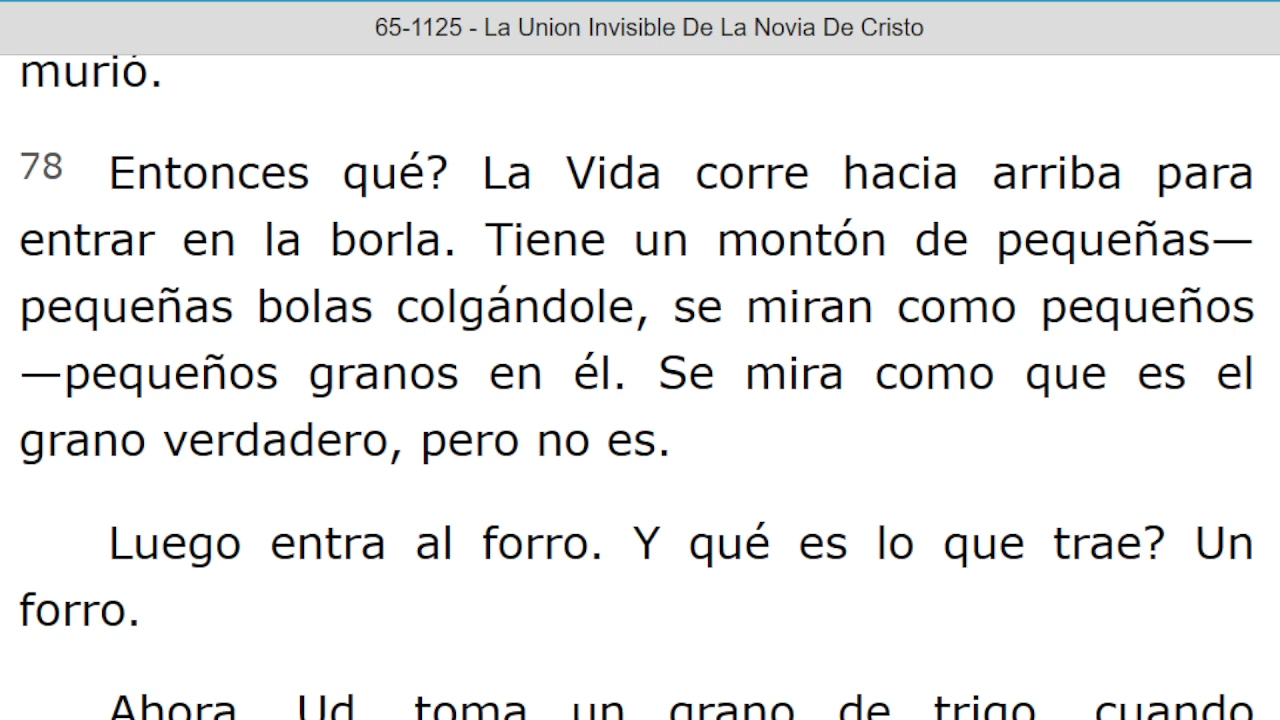 65-1125 - La Union Invisible De La Novia De Cristo
murió.
78 Entonces qué? La Vida corre hacia arriba para
entrar en la borla. Tiene un montón de pequeñas—
pequeñas bolas colgándole, se miran como pequeños
—pequeños granos en él. Se mira como que es el
grano verdadero, pero no es.
Luego entra al forro. Y qué es lo que trae? Un
forro.
Ahora, Ud. toma un grano de trigo, cuando